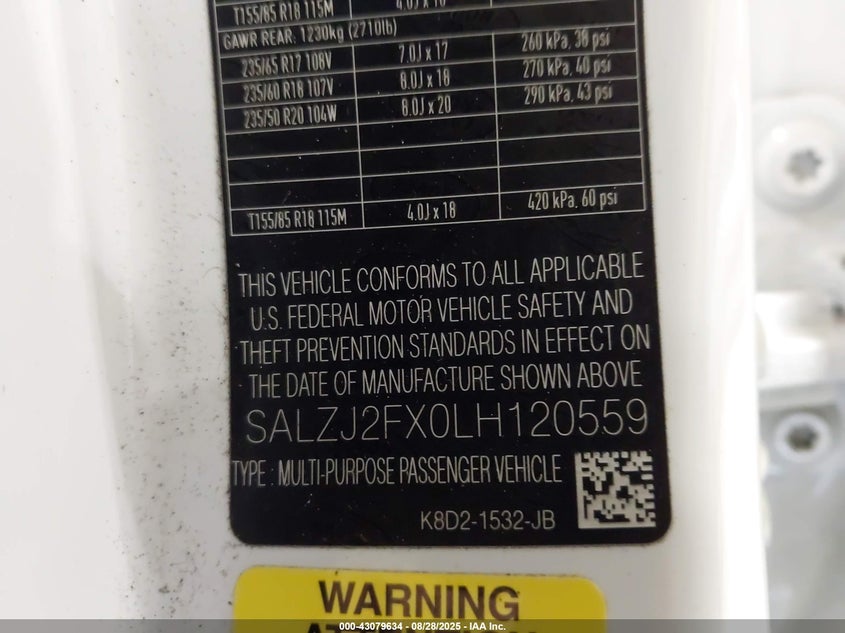 T155/85 R18 115M 4.0J x 18
GAWR REAR: 1230kg (2710lb)
235/65 R17 108V 7.0J x 17 260 kPa, 38 psi
235/60 R18 107V 8.0J x 18 270 kPa, 40 psi
235/50 R20 104W 8.0J x 20 290 kPa, 43 psi
T155/85 R18 115M 4.0J x 18 420 kPa, 60 psi
THIS VEHICLE CONFORMS TO ALL APPLICABLE
U.S. FEDERAL MOTOR VEHICLE SAFETY AND
THEFT PREVENTION STANDARDS IN EFFECT ON
THE DATE OF MANUFACTURE SHOWN ABOVE
SALZJ2FX0LH120559
TYPE : MULTI-PURPOSE PASSENGER VEHICLE
K8D2-1532-JB
WARNING
000-43079634 - 08/28/2025 - IAA Inc.